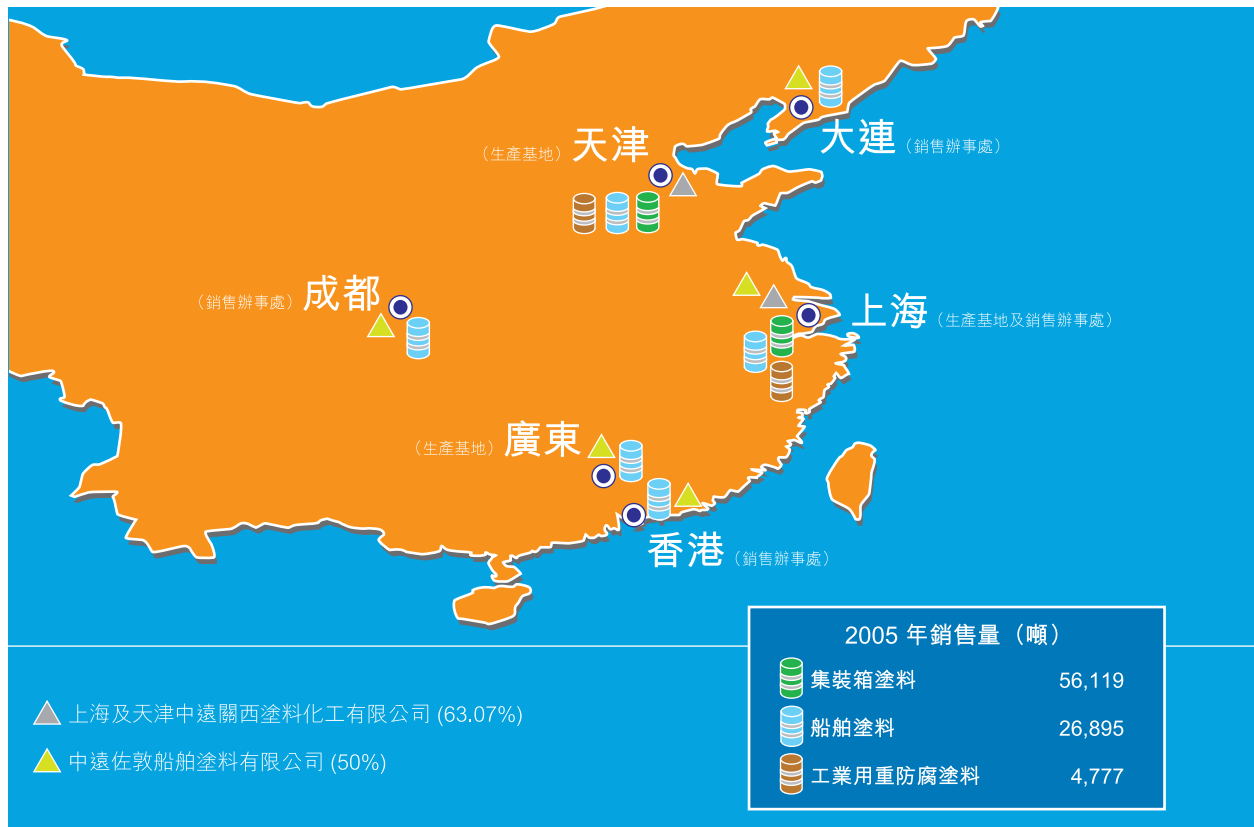 大連（銷售辦事處）
（生產基地）天津
（銷售辦事處）成都
上海（生產基地及銷售辦事處）
（生產基地）廣東
香港（銷售辦事處）
2005 年銷售量（噸）
集裝箱塗料 56,119
船舶塗料 26,895
工業用重防腐塗料 4,777
上海及天津中遠關西塗料化工有限公司 (63.07%)
中遠佐敦船舶塗料有限公司 (50%)